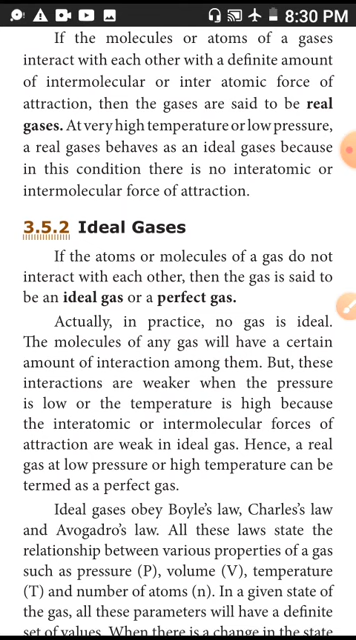 8:30 PM
If the molecules or atoms of a gases
interact with each other with a definite amount
of intermolecular or inter atomic force of
attraction, then the gases are said to be real
gases. At very high temperature or low pressure,
a real gases behaves as an ideal gases because
in this condition there is no interatomic or
intermolecular force of attraction.
3.5.2 Ideal Gases
If the atoms or molecules of a gas do not
interact with each other, then the gas is said to
be an ideal gas or a perfect gas.
Actually, in practice, no gas is ideal.
The molecules of any gas will have a certain
amount of interaction among them. But, these
interactions are weaker when the pressure
is low or the temperature is high because
the interatomic or intermolecular forces of
attraction are weak in ideal gas. Hence, a real
gas at low pressure or high temperature can be
termed as a perfect gas.
Ideal gases obey Boyle's law, Charles's law
and Avogadro's law. All these laws state the
relationship between various properties of a gas
such as pressure (P), volume (V), temperature
(T) and number of atoms (n). In a given state of
the gas, all these parameters will have a definite
set of values. When there is a change in the state